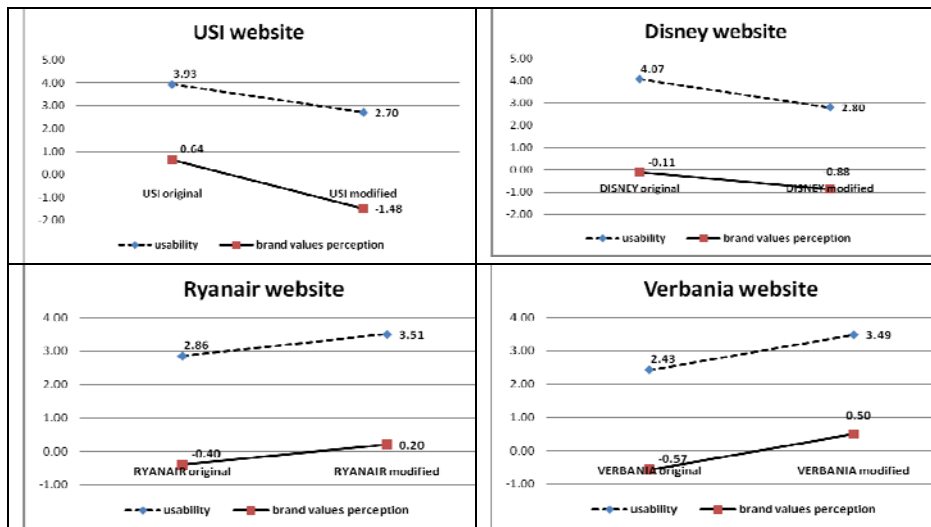 USI website
5.00
4.00
3.00
2.00
1.00
0.00
-1.00
-2.00
3.93
2.70
0.64
-1.48
USI original
USI modified
usability
brand values perception
Disney website
5.00
4.00
3.00
2.00
1.00
0.00
-1.00
-2.00
4.07
2.80
-0.11
0.88
DISNEY original
DISNEY modified
usability
brand values perception
Ryanair website
4.00
3.00
2.00
1.00
0.00
-1.00
2.86
3.51
-0.40
0.20
RYANAIR original
RYANAIR modified
usability
brand values perception
Verbania website
4.00
3.00
2.00
1.00
0.00
-1.00
2.43
3.49
-0.57
0.50
VERBANIA original
VERBANIA modified
usability
brand values perception